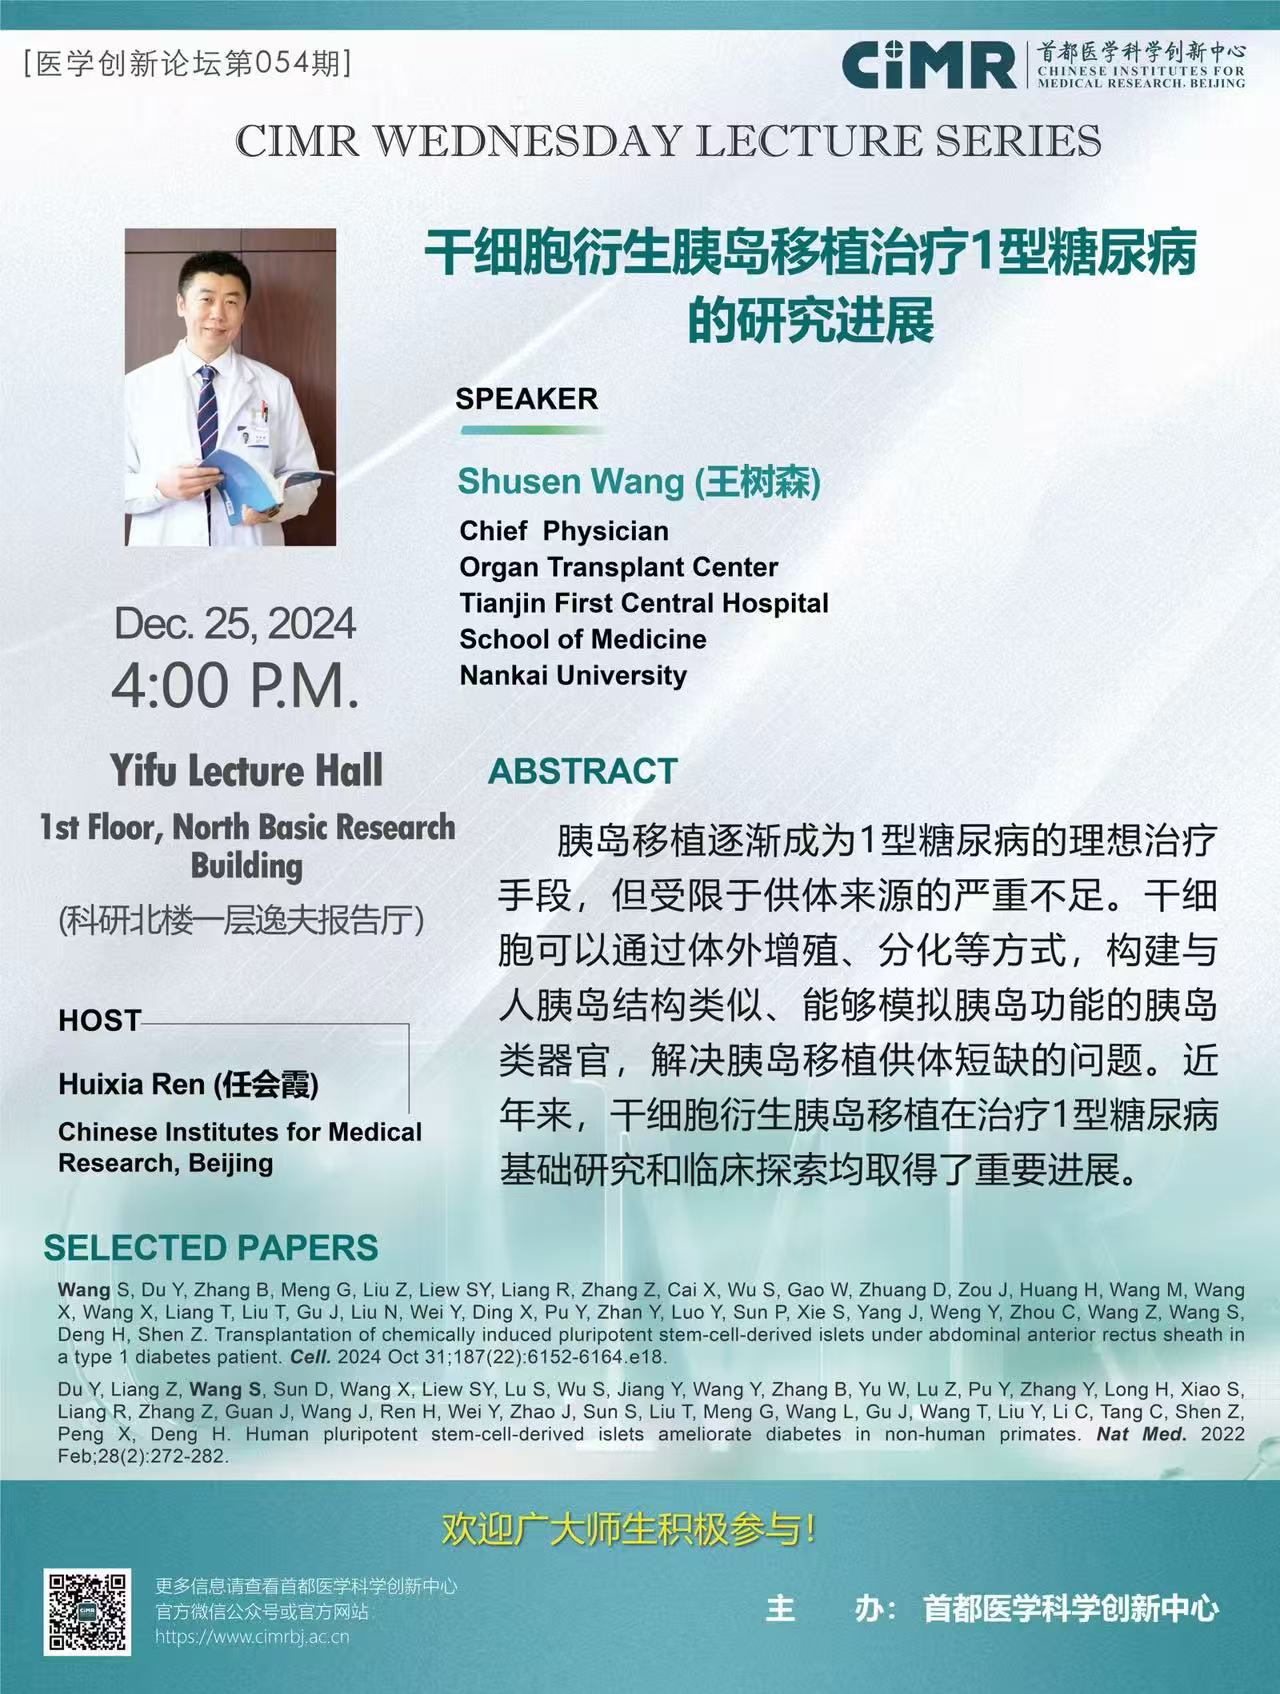 [医学创新论坛第054期]
CIMR
首都医学科学创新中心
CHINESE INSTITUTES FOR
MEDICAL RESEARCH, BEIJING
CIMR WEDNESDAY LECTURE SERIES
干细胞衍生胰岛移植治疗1型糖尿病
的研究进展
SPEAKER
Shusen Wang (王树森)
Chief Physician
Organ Transplant Center
Tianjin First Central Hospital
School of Medicine
Nankai University
Dec. 25, 2024
4:00 P.M.
Yifu Lecture Hall
1st Floor, North Basic Research
Building
(科研北楼一层逸夫报告厅)
HOST
Huixia Ren (任会霞)
Chinese Institutes for Medical
Research, Beijing
ABSTRACT
胰岛移植逐渐成为1型糖尿病的理想治疗
手段，但受限于供体来源的严重不足。干细
胞可以通过体外增殖、分化等方式，构建与
人胰岛结构类似、能够模拟胰岛功能的胰岛
类器官，解决胰岛移植供体短缺的问题。近
年来，干细胞衍生胰岛移植在治疗1型糖尿病
基础研究和临床探索均取得了重要进展。
SELECTED PAPERS
Wang S, Du Y, Zhang B, Meng G, Liu Z, Liew SY, Liang R, Zhang Z, Cai X, Wu S, Gao W, Zhuang D, Zou J, Huang H, Wang M, Wang
X, Wang X, Liang T, Liu T, Gu J, Liu N, Wei Y, Ding X, Pu Y, Zhan Y, Luo Y, Sun P, Xie S, Yang J, Weng Y, Zhou C, Wang Z, Wang S,
Deng H, Shen Z. Transplantation of chemically induced pluripotent stem-cell-derived islets under abdominal anterior rectus sheath in
a type 1 diabetes patient. Cell. 2024 Oct 31;187(22):6152-6164.e18.
Du Y, Liang Z, Wang S, Sun D, Wang X, Liew SY, Lu S, Wu S, Jiang Y, Wang Y, Zhang B, Yu W, Lu Z, Pu Y, Zhang Y, Long H, Xiao S,
Liang R, Zhang Z, Guan J, Wang J, Ren H, Wei Y, Zhao J, Sun S, Liu T, Meng G, Wang L, Gu J, Wang T, Liu Y, Li C, Tang C, Shen Z,
Peng X, Deng H. Human pluripotent stem-cell-derived islets ameliorate diabetes in non-human primates. Nat Med. 2022
Feb;28(2):272-282.
欢迎广大师生积极参与！
更多信息请查看首都医学科学创新中心
官方微信公众号或官方网站
https://www.cimrbj.ac.cn
主 办：首都医学科学创新中心